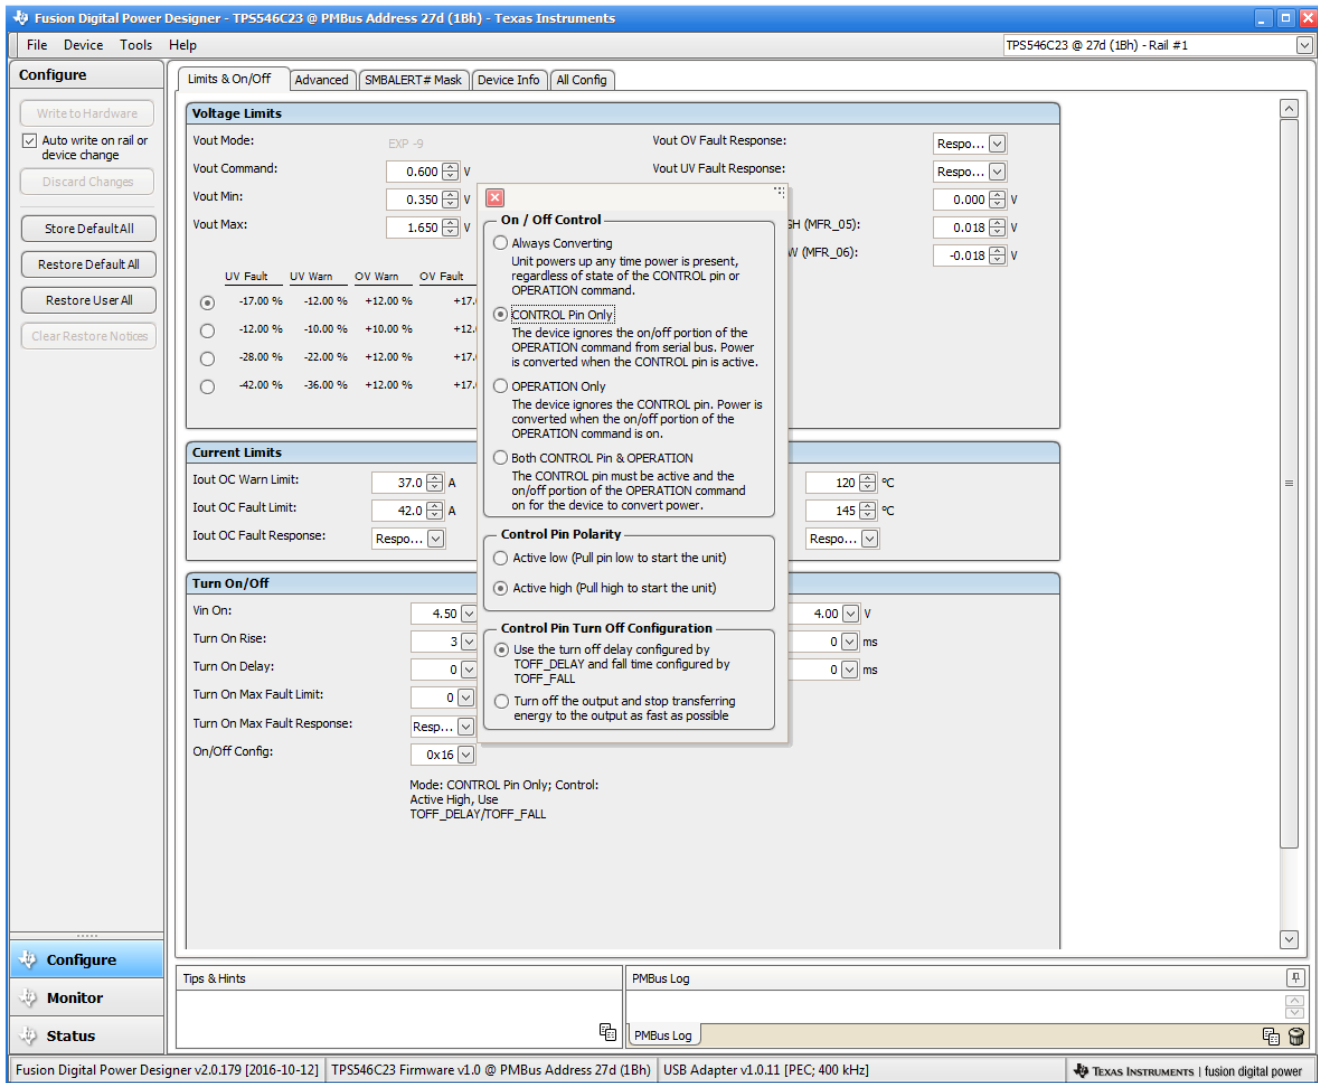 Fusion Digital Power Designer - TPS546C23 @ PMBus Address 27d (1Bh) - Texas Instruments
File Device Tools Help
TPS546C23 @ 27d (1Bh) - Rail #1
Configure
Write to Hardware
Auto write on rail or
device change
Discard Changes
Store Default All
Restore Default All
Restore User All
Clear Restore Notices
Limits & On/Off
Advanced
SMBALERT# Mask
Device Info
All Config
Voltage Limits
Vout Mode: EXP -9
Vout Command: 0.600 V
Vout Min: 0.350 V
Vout Max: 1.650 V
Vout OV Fault Response: Respo...
Vout UV Fault Response: Respo...
0.000 V
GH (MFR_05): 0.018 V
W (MFR_06): -0.018 V
UV Fault UV Warn OV Warn OV Fault
-17.00 % -12.00 % +12.00 % +17.
-12.00 % -10.00 % +10.00 % +12.
-28.00 % -22.00 % +12.00 % +17.
-42.00 % -36.00 % +12.00 % +17.
On / Off Control
Always Converting
Unit powers up any time power is present,
regardless of state of the CONTROL pin or
OPERATION command.
CONTROL Pin Only
The device ignores the on/off portion of the
OPERATION command from serial bus. Power
is converted when the CONTROL pin is active.
OPERATION Only
The device ignores the CONTROL pin. Power is
converted when the on/off portion of the
OPERATION command is on.
Both CONTROL Pin & OPERATION
The CONTROL pin must be active and the
on/off portion of the OPERATION command
on for the device to convert power.
Control Pin Polarity
Active low (Pull pin low to start the unit)
Active high (Pull high to start the unit)
Control Pin Turn Off Configuration
Use the turn off delay configured by
TOFF_DELAY and fall time configured by
TOFF_FALL
Turn off the output and stop transferring
energy to the output as fast as possible
Current Limits
Iout OC Warn Limit: 37.0 A
Iout OC Fault Limit: 42.0 A
Iout OC Fault Response: Respo...
120 °C
145 °C
Respo...
Turn On/Off
Vin On: 4.50
Turn On Rise: 3
Turn On Delay: 0
Turn On Max Fault Limit: 0
Turn On Max Fault Response: Resp...
On/Off Config: 0x16
4.00 V
0 ms
0 ms
Mode: CONTROL Pin Only; Control:
Active High, Use
TOFF_DELAY/TOFF_FALL
Configure
Monitor
Status
Tips & Hints
PMBus Log
PMBus Log
Fusion Digital Power Designer v2.0.179 [2016-10-12]
TPS546C23 Firmware v1.0 @ PMBus Address 27d (1Bh)
USB Adapter v1.0.11 [PEC; 400 kHz]
TEXAS INSTRUMENTS | fusion digital power